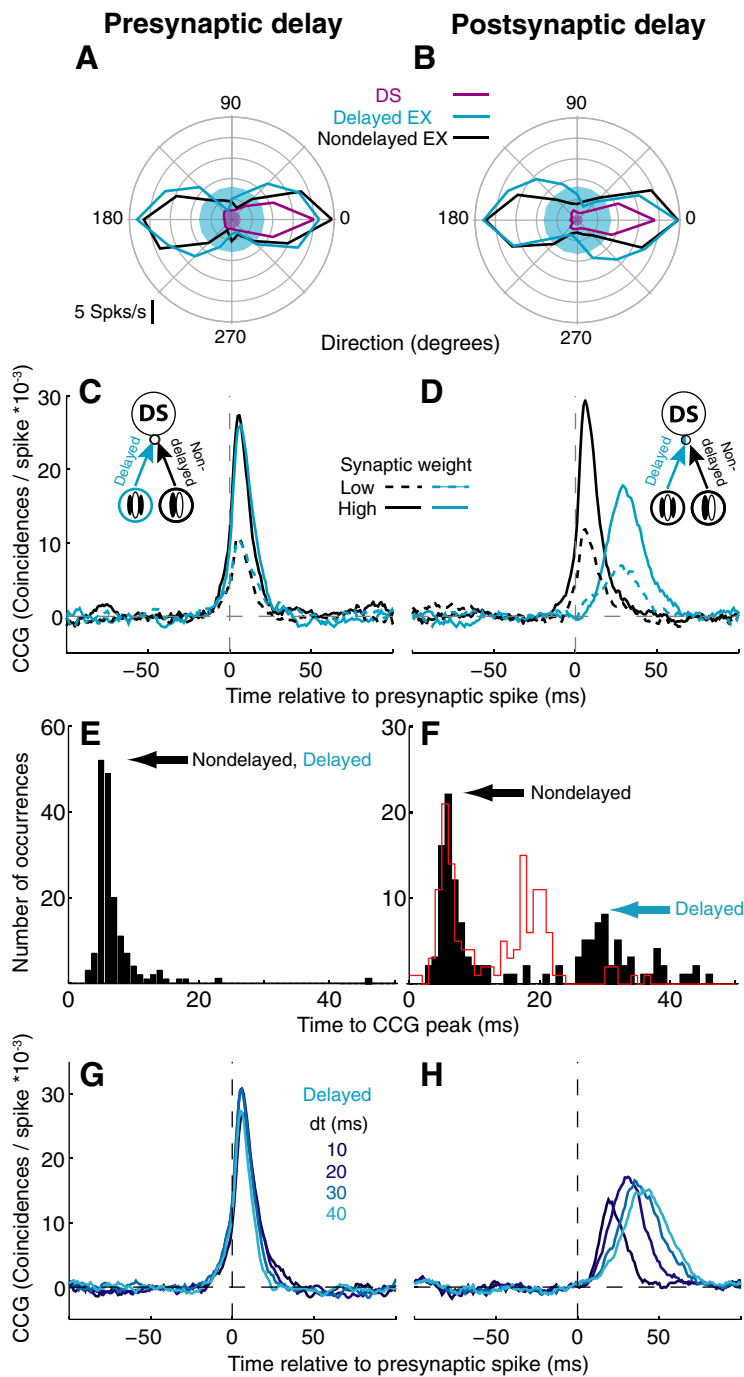 Presynaptic delay
Postsynaptic delay
A
B
DS
Delayed EX
Nondelayed EX
90
180
0
270
90
180
0
270
5 Spks/s
Direction (degrees)
C
D
CCG (Coincidences / spike *10-3)
30
20
10
0
DS
Delayed
Non-
delayed
Synaptic weight
Low
High
DS
Delayed
Non-
delayed
−50
0
50
−50
0
50
Time relative to presynaptic spike (ms)
E
F
Number of occurrences
60
40
20
Nondelayed, Delayed
0
20
40
30
20
10
Nondelayed
Delayed
0
20
40
Time to CCG peak (ms)
G
H
CCG (Coincidences / spike *10-3)
30
20
10
0
Delayed
dt (ms)
10
20
30
40
−50
0
50
−50
0
50
Time relative to presynaptic spike (ms)